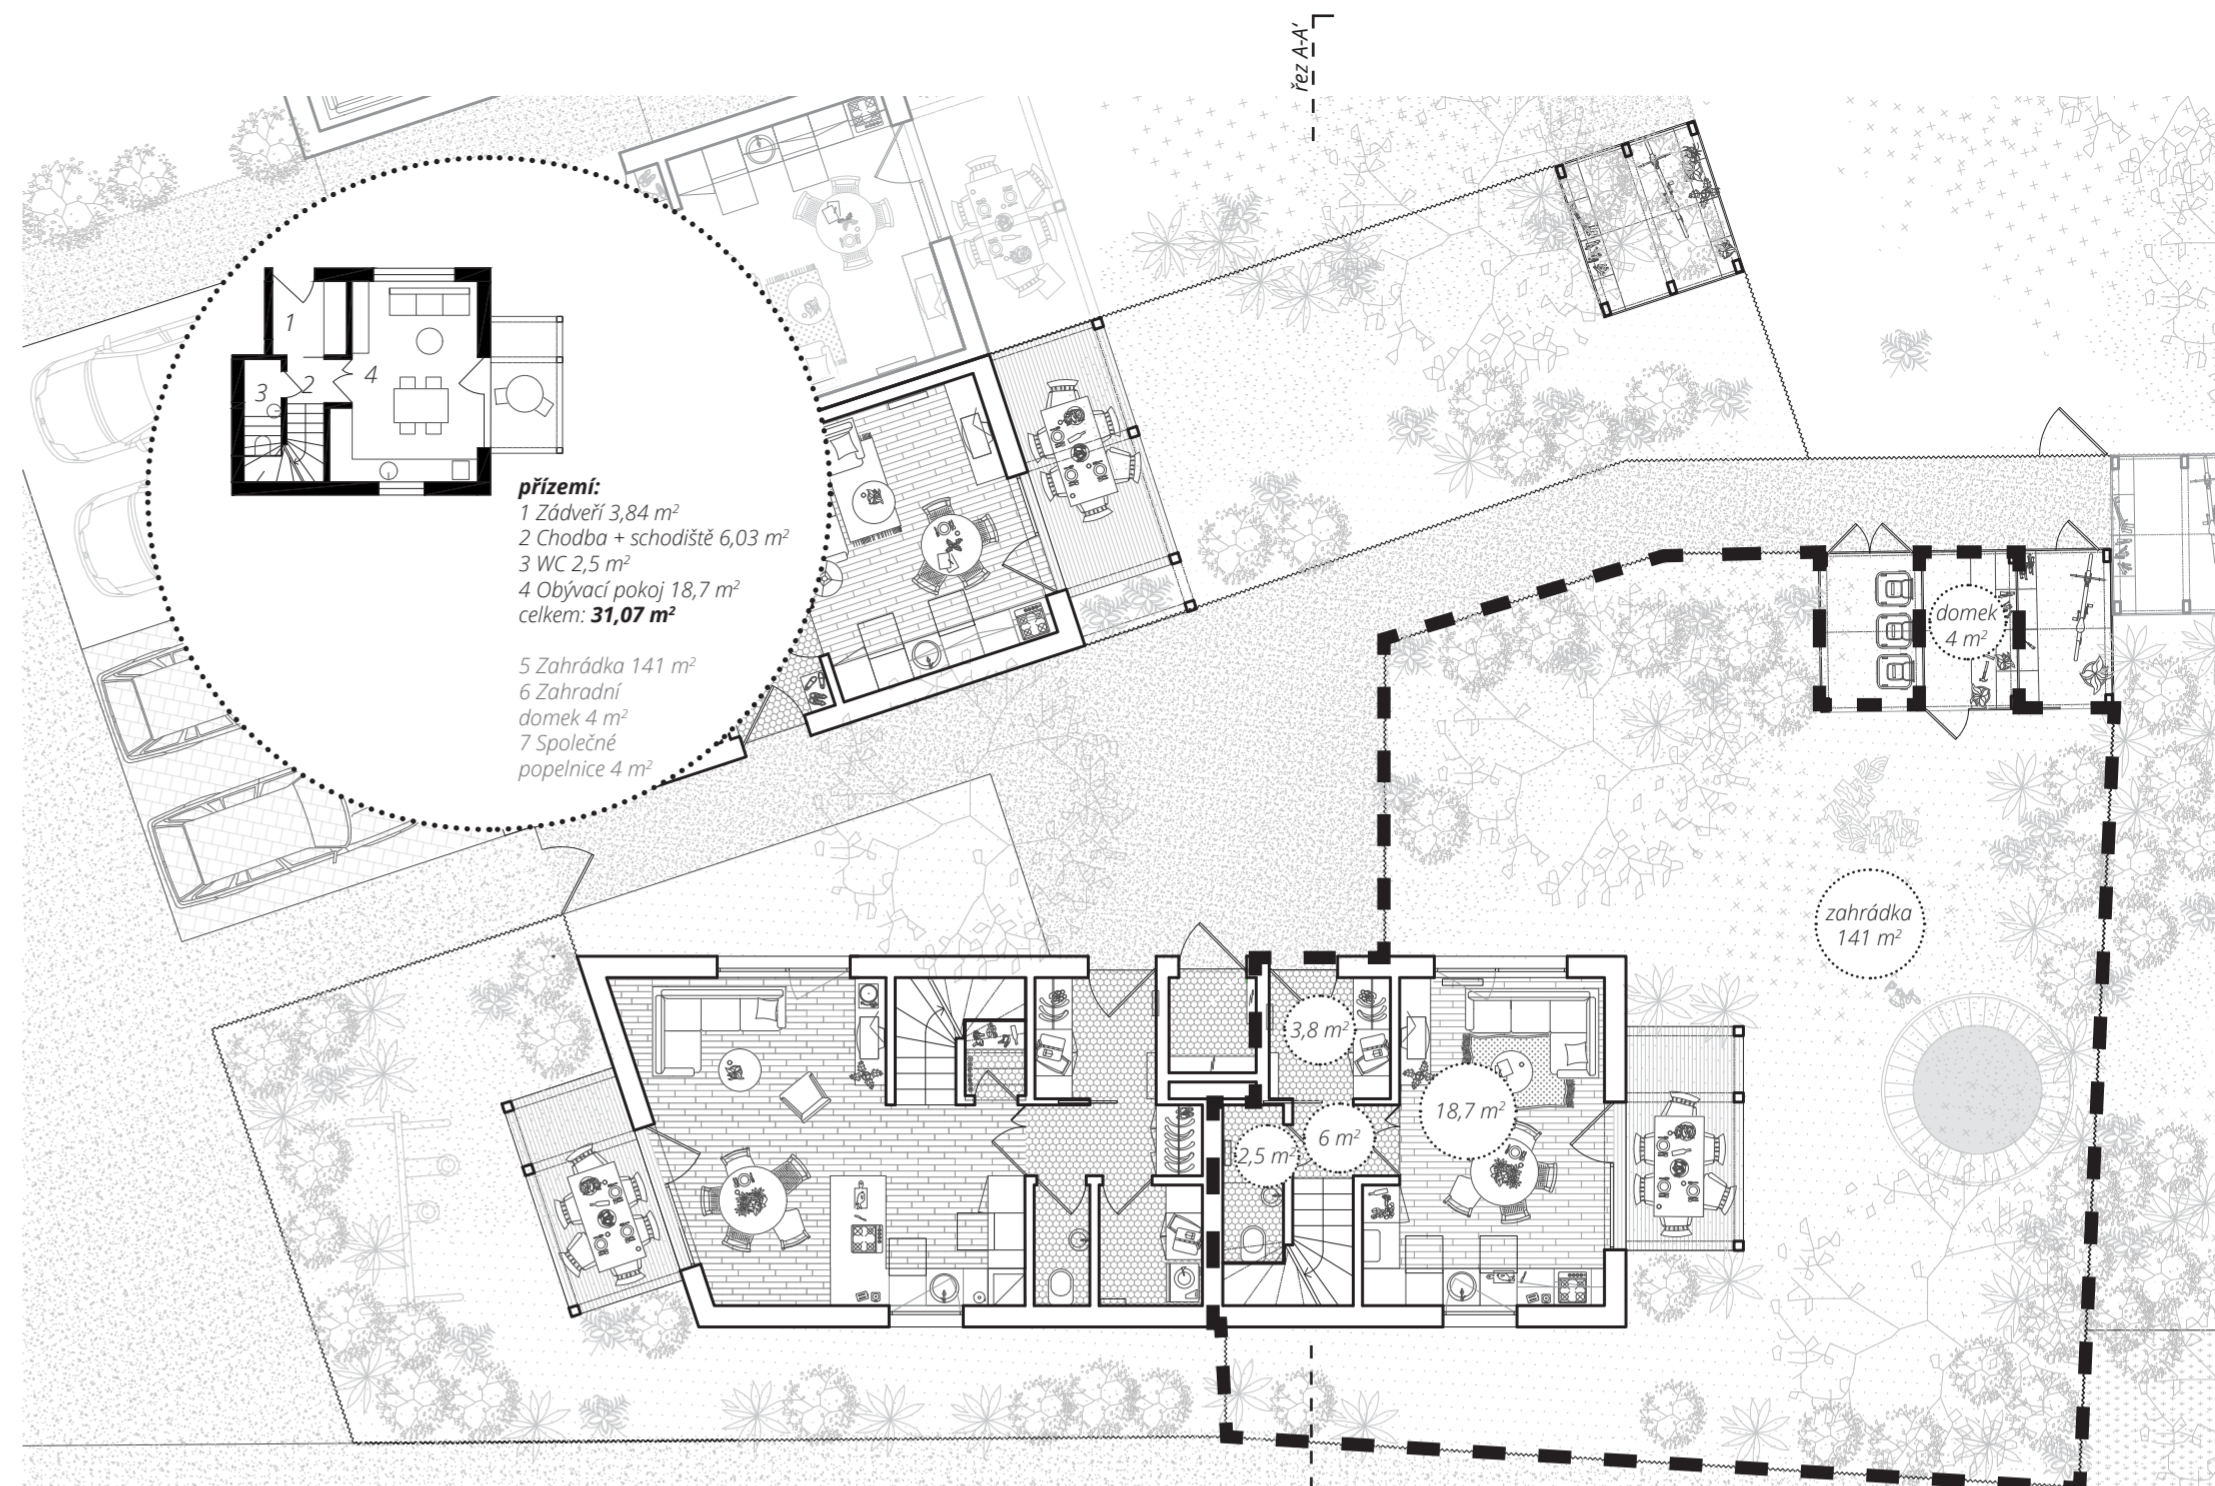 řez A-A'
1
2
3
4
přízemí:
1 Zádveří 3,84 m²
2 Chodba + schodiště 6,03 m²
3 WC 2,5 m²
4 Obývací pokoj 18,7 m²
celkem: 31,07 m²
5 Zahrádka 141 m²
6 Zahradní
domek 4 m²
7 Společné
popelnice 4 m²
domek
4 m²
zahrádka
141 m²
3,8 m²
18,7 m²
6 m²
2,5 m²